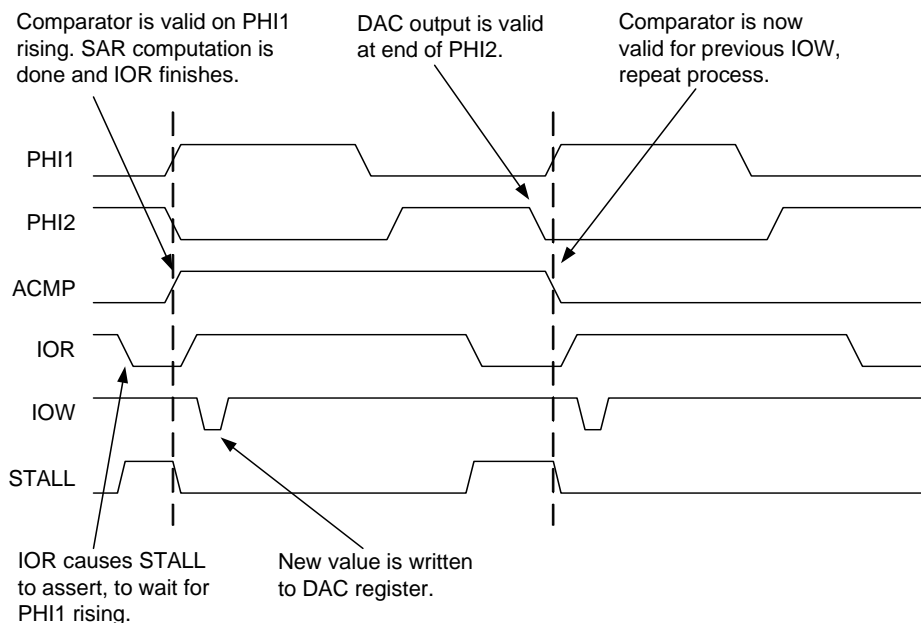 Comparator is valid on PHI1
rising. SAR computation is
done and IOR finishes.
DAC output is valid
at end of PHI2.
Comparator is now
valid for previous IOW,
repeat process.
PHI1
PHI2
ACMP
IOR
IOW
STALL
IOR causes STALL
to assert, to wait for
PHI1 rising.
New value is written
to DAC register.